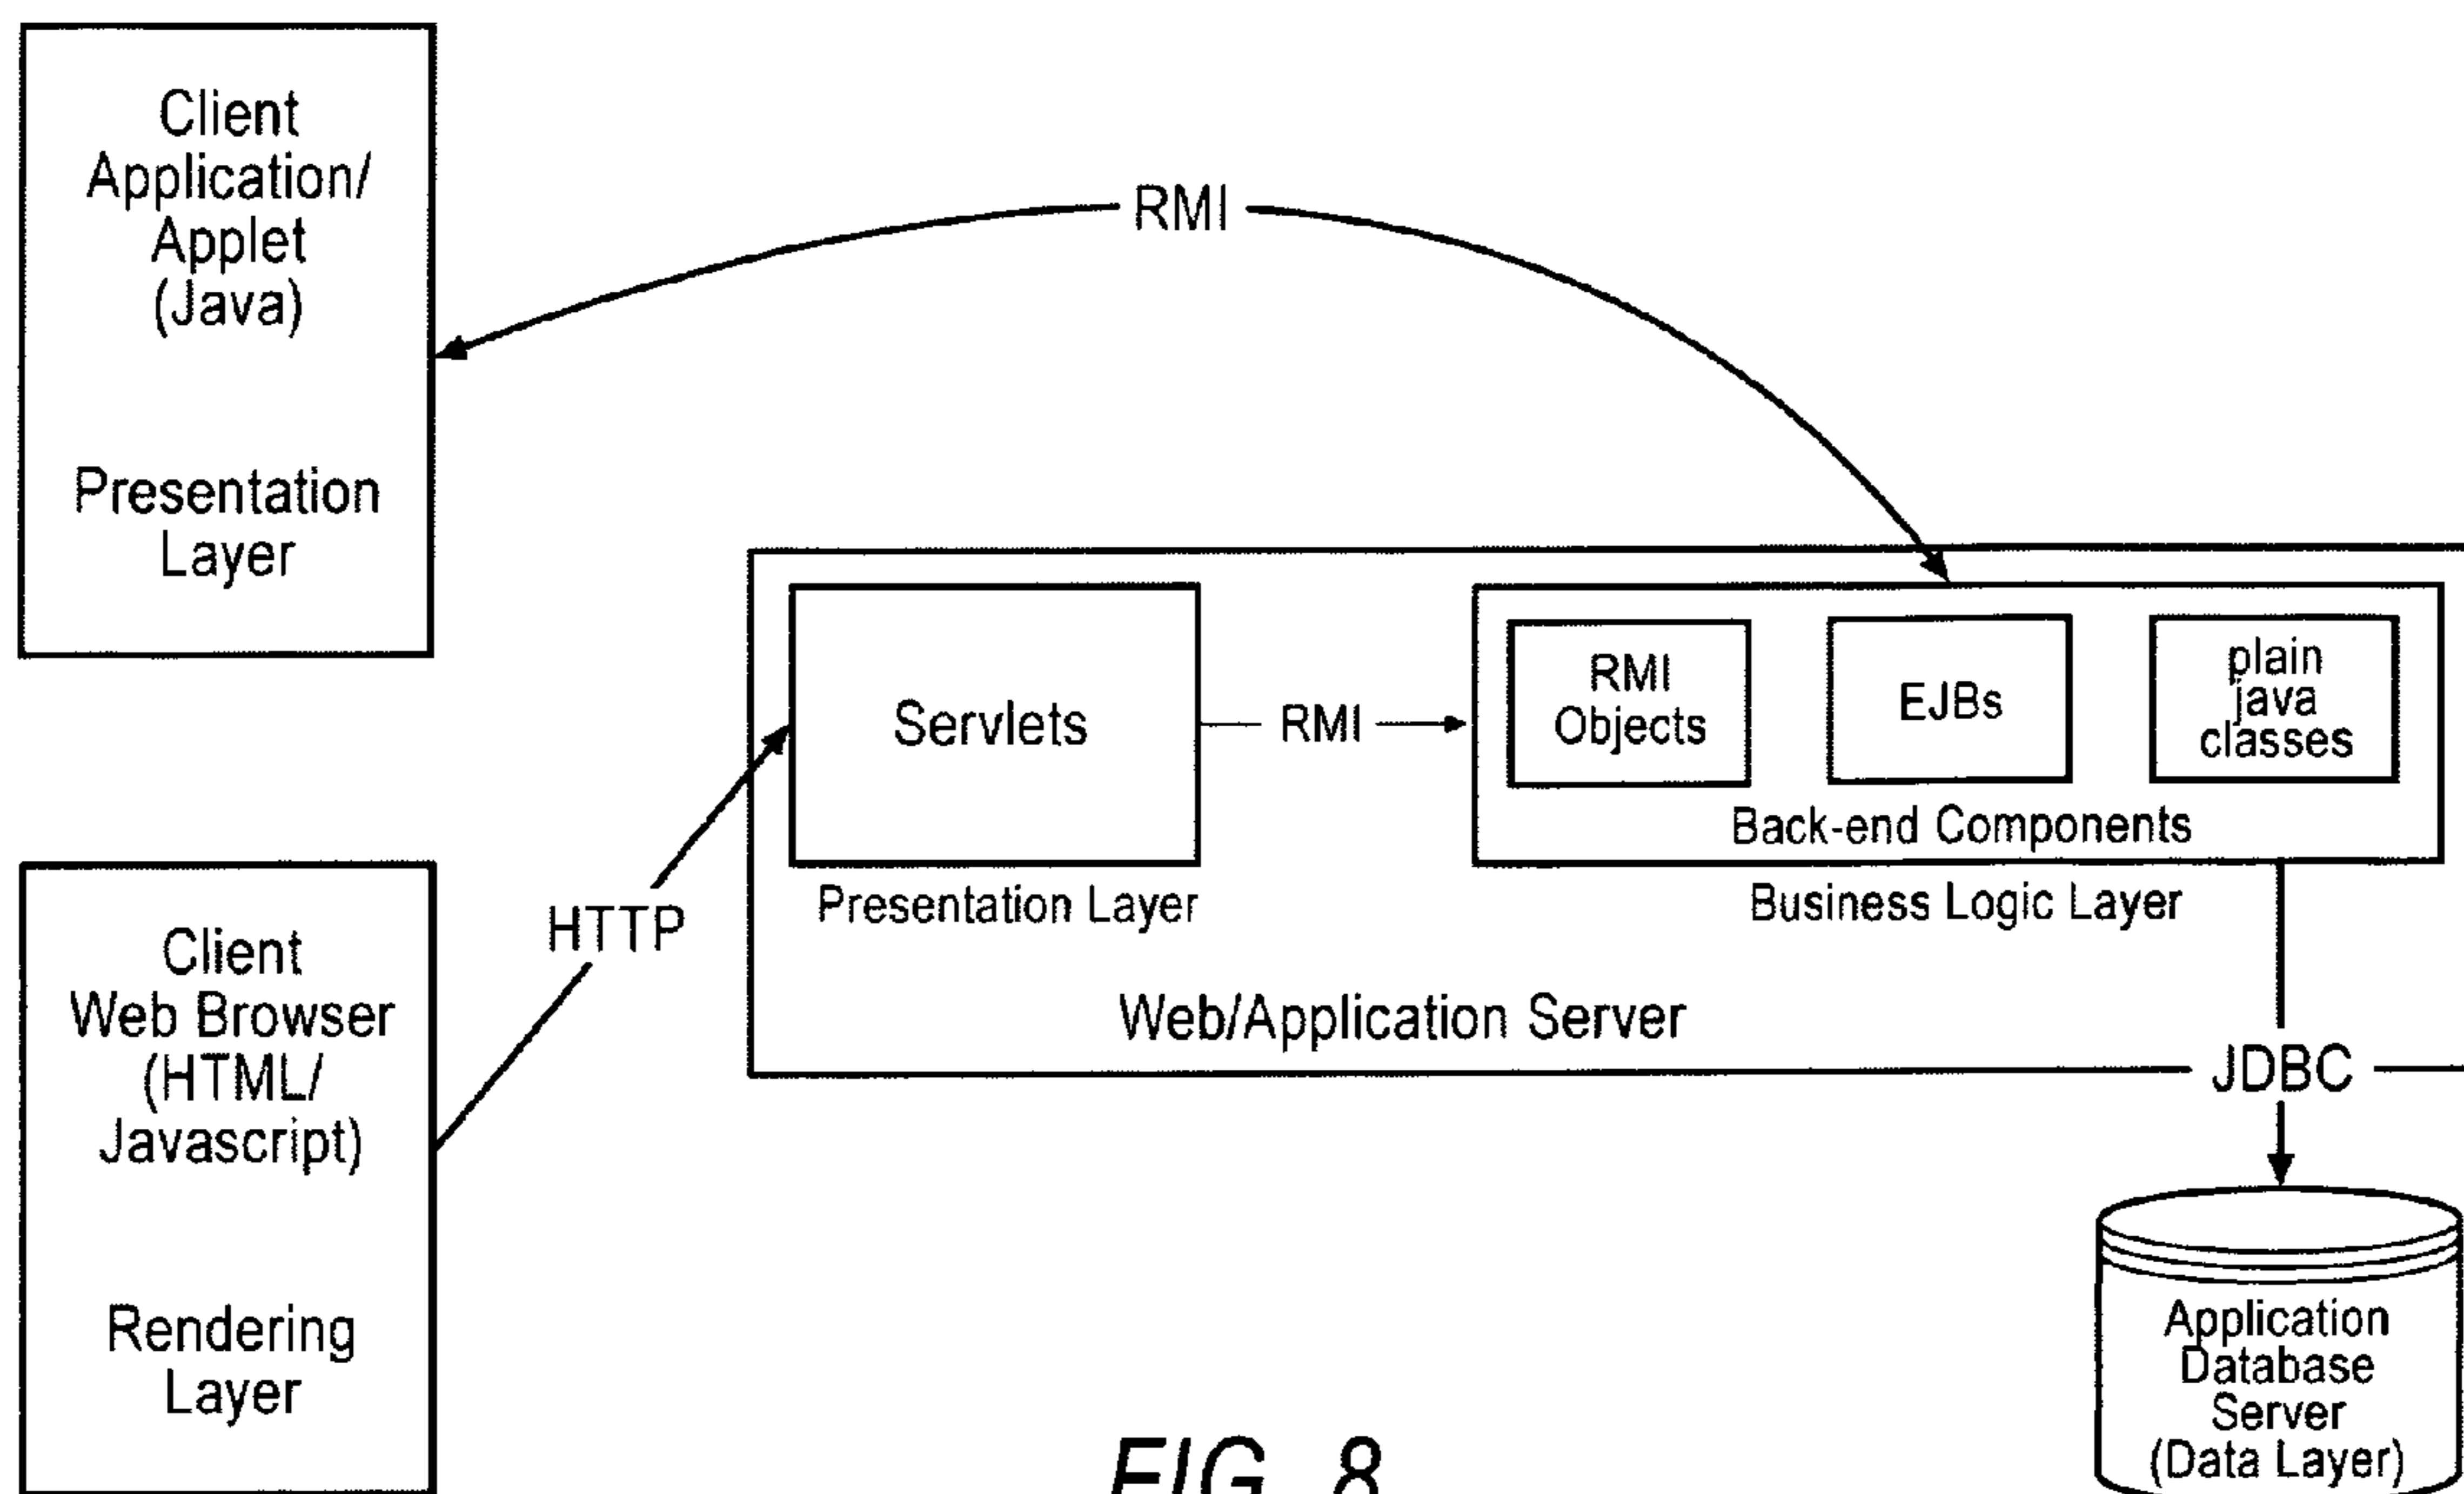 Client
Application/
Applet
(Java)
Presentation
Layer
RMI
Servlets
RMI
RMI
Objects
EJBs
plain
java
classes
Back-end Components
Presentation Layer
Business Logic Layer
Web/Application Server
HTTP
JDBC
Client
Web Browser
(HTML/
Javascript)
Rendering
Layer
Application
Database
Server
(Data Layer)
FIG. 8